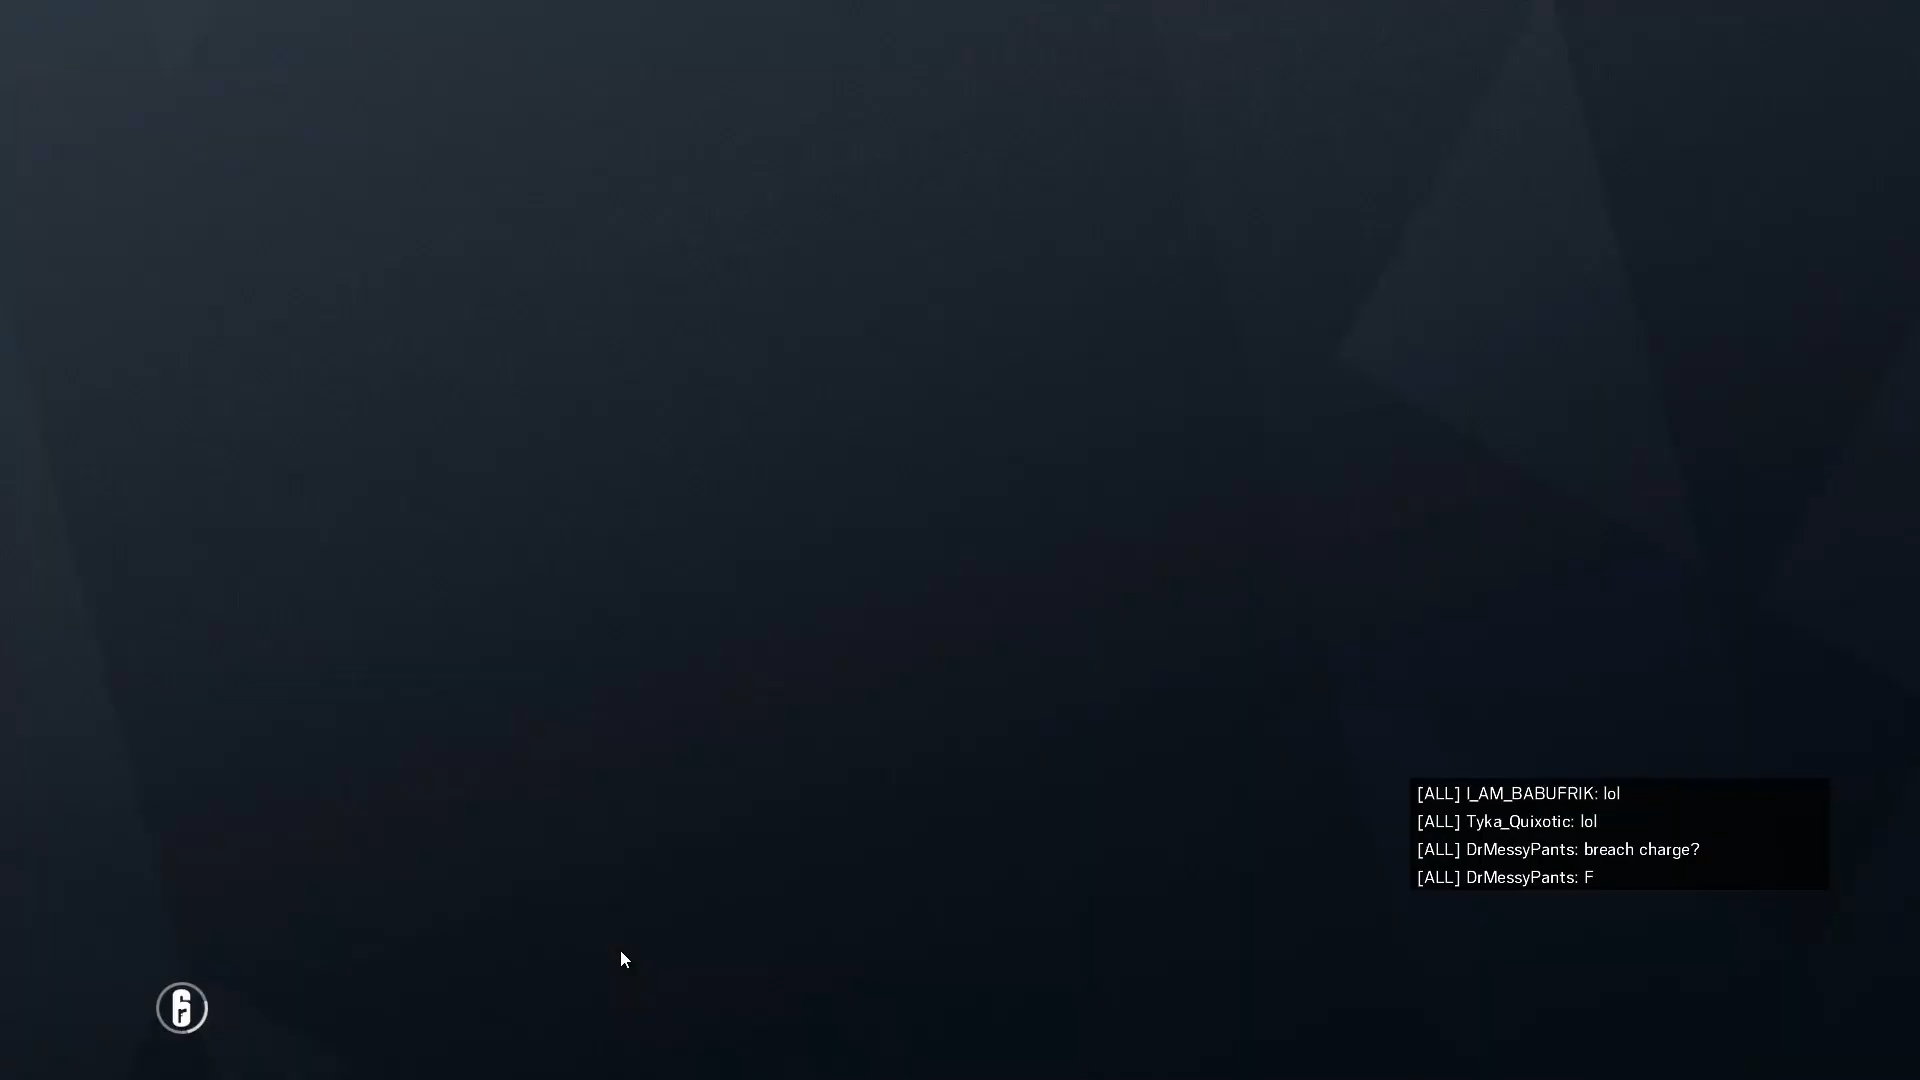 [ALL] I_AM_BABUFRIK: lol
[ALL] Tyka_Quixotic: lol
[ALL] DrMessyPants: breach charge?
[ALL] DrMessyPants: F